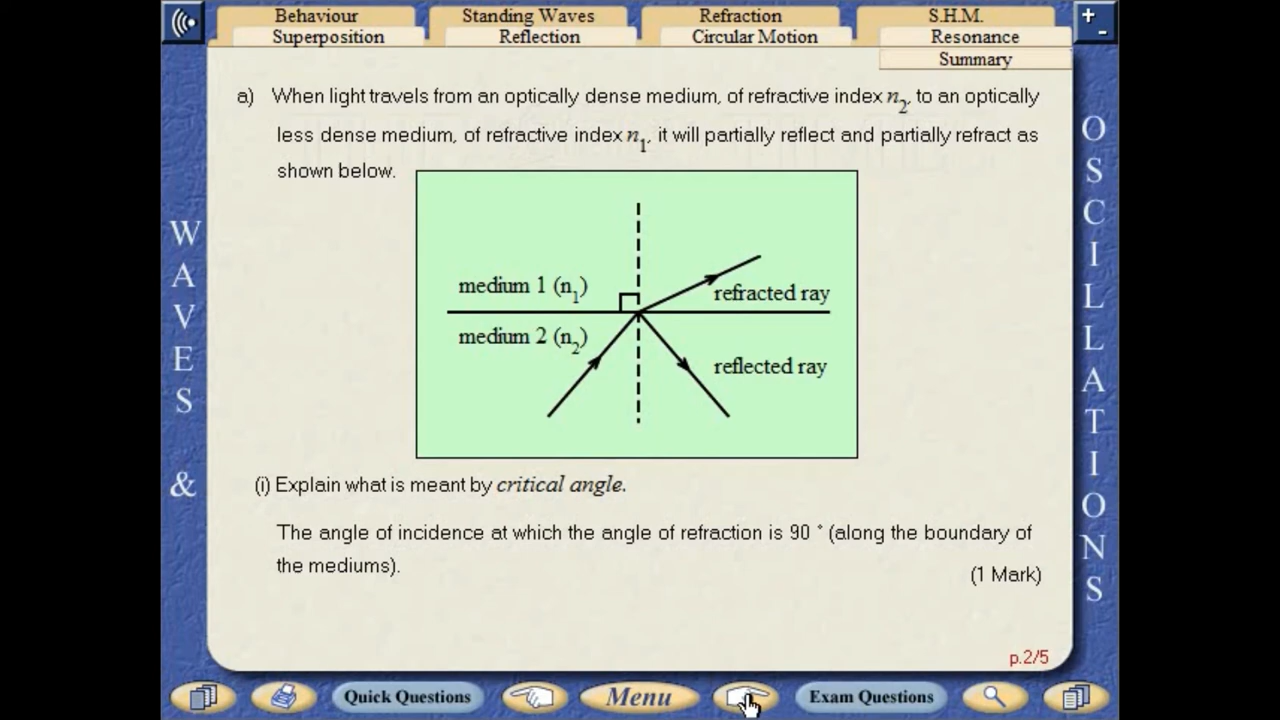 Behaviour
Standing Waves
Refraction
S.H.M.
Superposition
Reflection
Circular Motion
Resonance
Summary
+
-
a) When light travels from an optically dense medium, of refractive index n2, to an optically
less dense medium, of refractive index n1, it will partially reflect and partially refract as
shown below.
medium 1 (n1)
refracted ray
medium 2 (n2)
reflected ray
(i) Explain what is meant by critical angle.
The angle of incidence at which the angle of refraction is 90 ° (along the boundary of
the mediums).
(1 Mark)
p.2/5
WAVES &
OSCILLATIONS
Quick Questions
Menu
Exam Questions